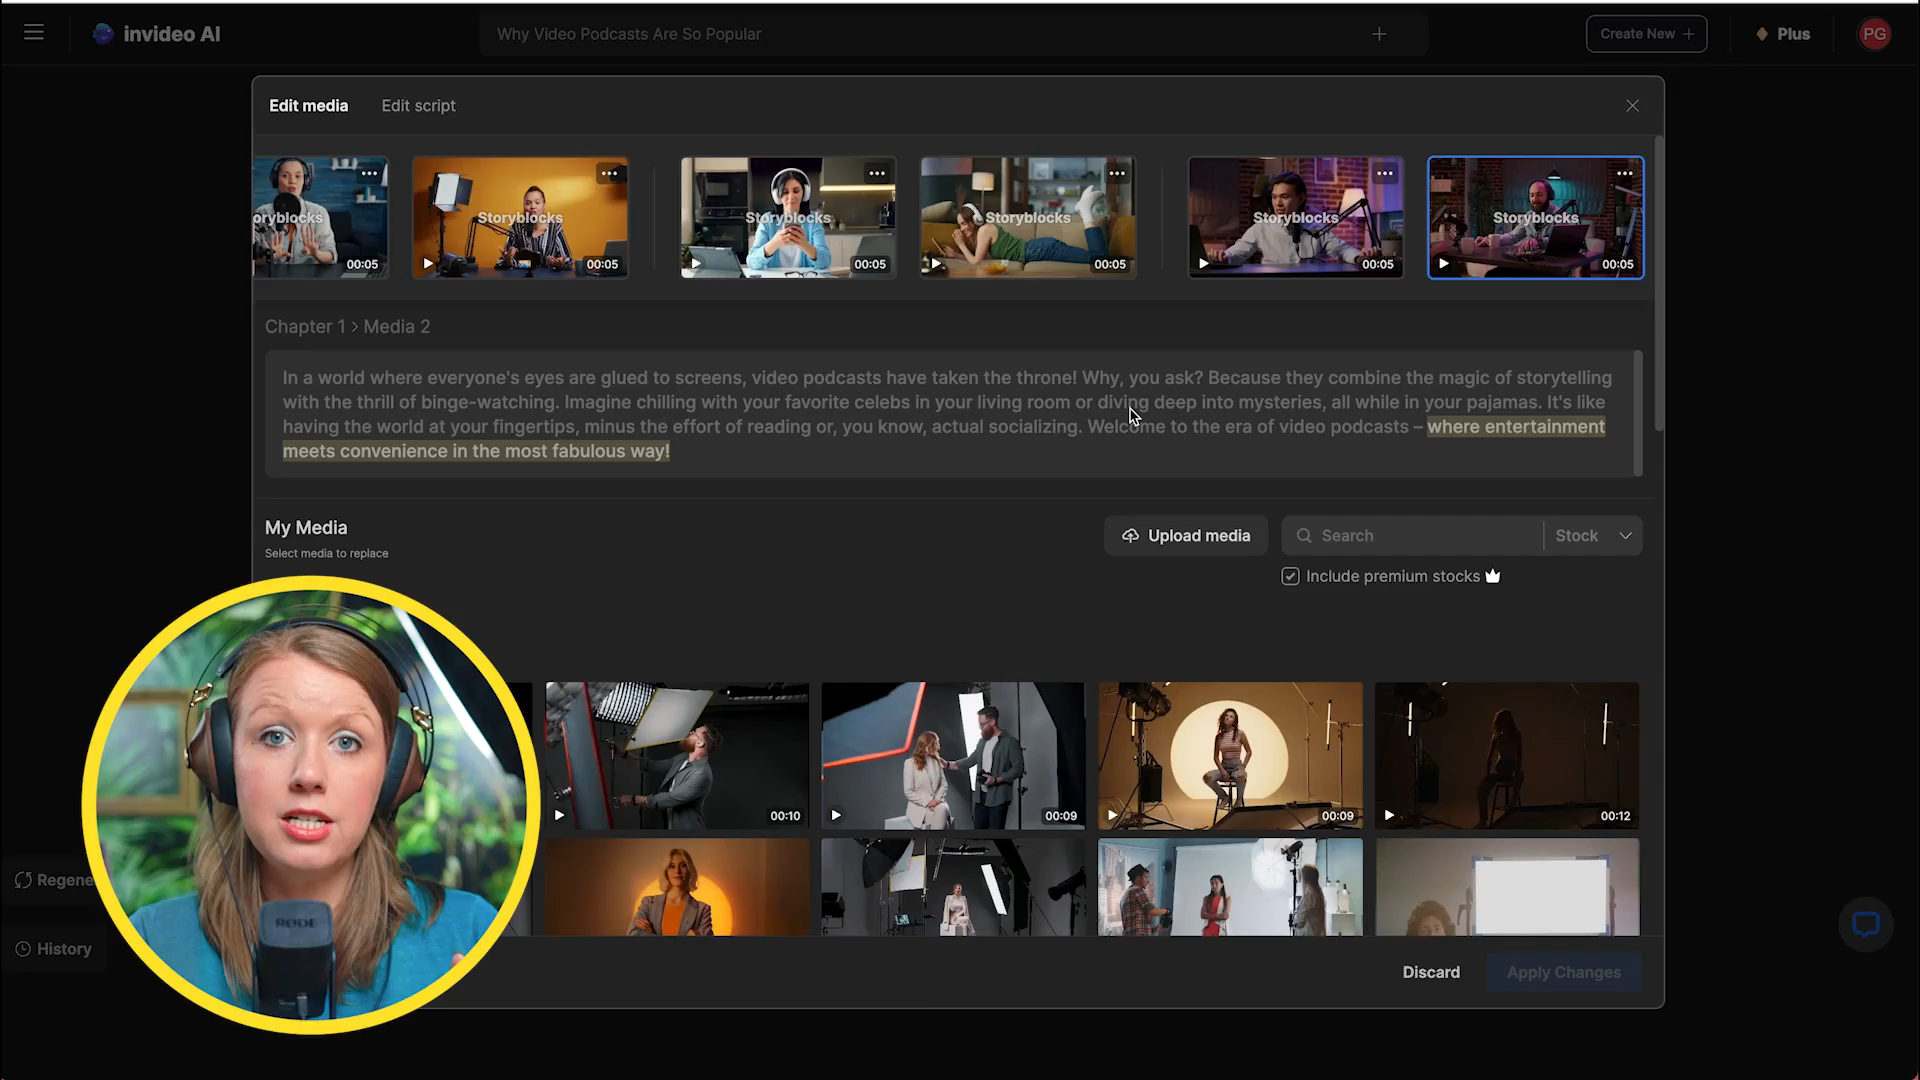 invideo AI
Why Video Podcasts Are So Popular
Create New
Plus
PG
Edit media
Edit script
oryblocks
00:05
Storyblocks
00:05
Storyblocks
00:05
Storyblocks
00:05
Storyblocks
00:05
Storyblocks
00:05
Chapter 1 > Media 2
In a world where everyone's eyes are glued to screens, video podcasts have taken the throne! Why, you ask? Because they combine the magic of storytelling
with the thrill of binge-watching. Imagine chilling with your favorite celebs in your living room or diving deep into mysteries, all while in your pajamas. It's like
having the world at your fingertips, minus the effort of reading or, you know, actual socializing. Welcome to the era of video podcasts – where entertainment
meets convenience in the most fabulous way!
My Media
Select media to replace
Upload media
Search
Stock
Include premium stocks
00:10
00:09
00:09
00:12
Regene
History
RODE
Discard
Apply Changes